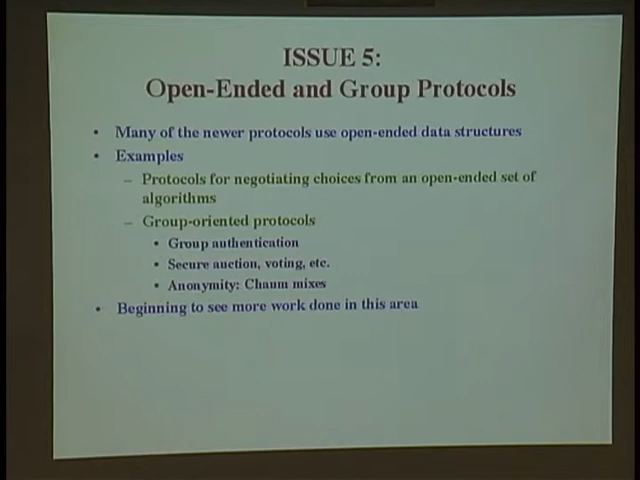 ISSUE 5:
Open-Ended and Group Protocols
• Many of the newer protocols use open-ended data structures
• Examples
– Protocols for negotiating choices from an open-ended set of
algorithms
– Group-oriented protocols
• Group authentication
• Secure auction, voting, etc.
• Anonymity: Chaum mixes
• Beginning to see more work done in this area